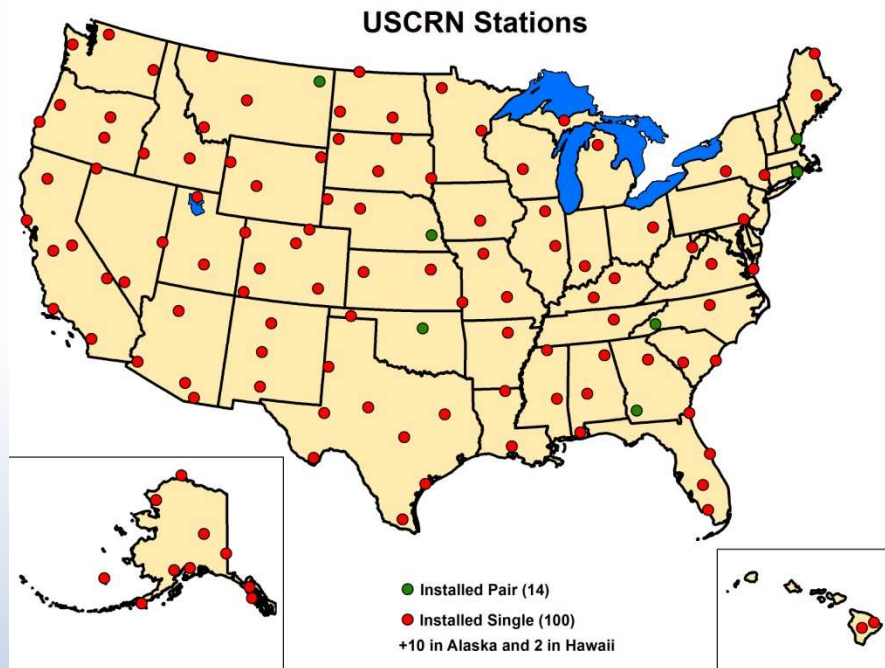 USCRN Stations
Installed Pair (14)
Installed Single (100)
+10 in Alaska and 2 in Hawaii